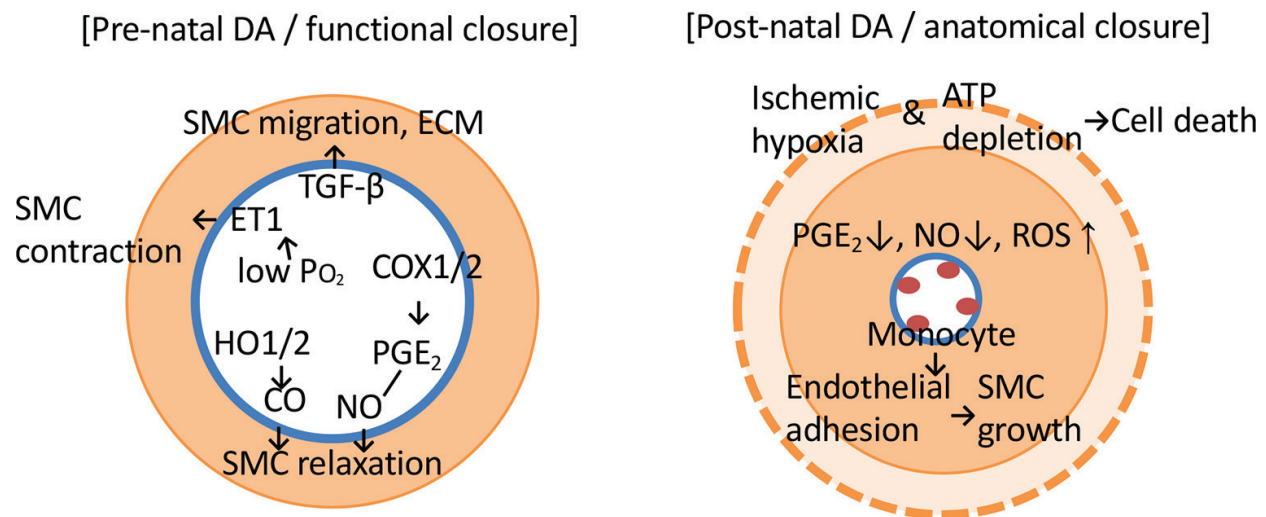 [Pre-natal DA / functional closure]
SMC migration, ECM
TGF-β
SMC
contraction
ET1
low PO₂
COX1/2
HO1/2
PGE₂
CO
NO
SMC relaxation
[Post-natal DA / anatomical closure]
Ischemic
hypoxia
&
ATP
depletion
→Cell death
PGE₂↓, NO↓, ROS ↑
Monocyte
Endothelial
adhesion
→
SMC
growth